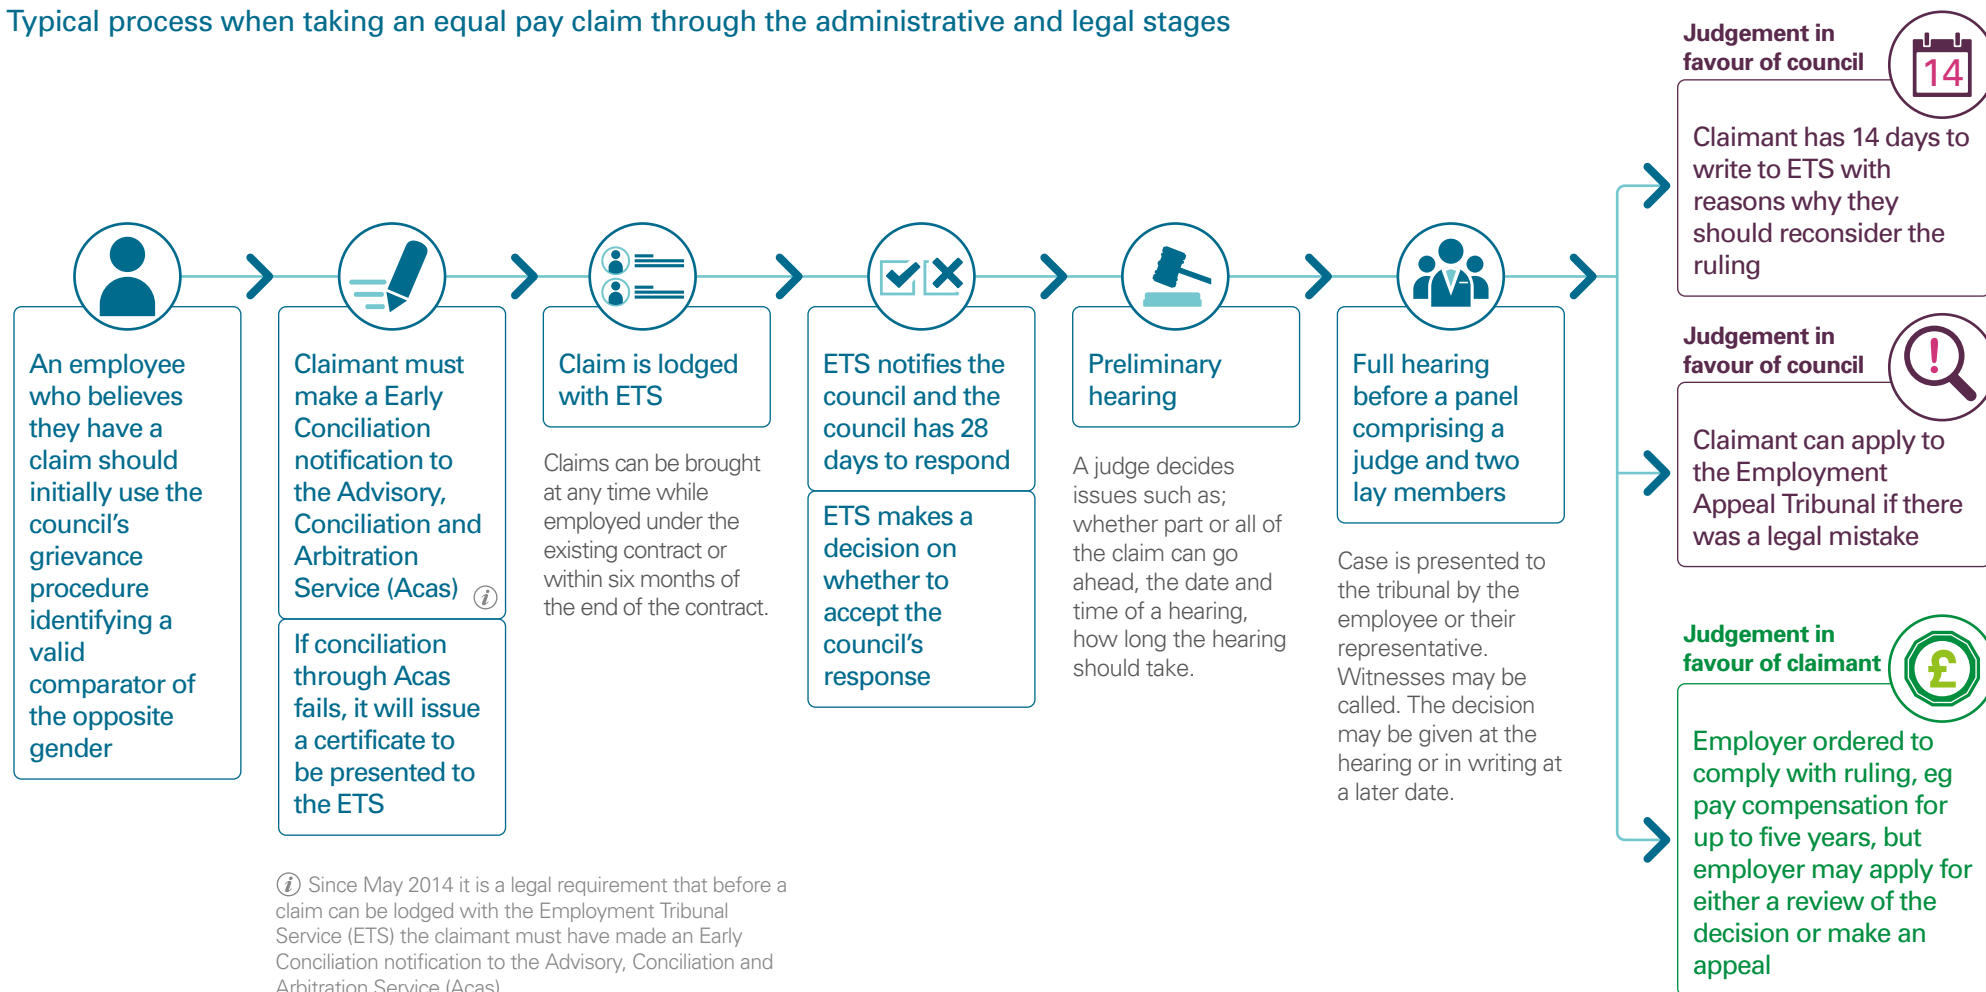 Typical process when taking an equal pay claim through the administrative and legal stages
An employee
who believes
they have a
claim should
initially use the
council's
grievance
procedure
identifying a
valid
comparator of
the opposite
gender
Claimant must
make a Early
Conciliation
notification to
the Advisory,
Conciliation and
Arbitration
Service (Acas) i
If conciliation
through Acas
fails, it will issue
a certificate to
be presented to
the ETS
i Since May 2014 it is a legal requirement that before a
claim can be lodged with the Employment Tribunal
Service (ETS) the claimant must have made an Early
Conciliation notification to the Advisory, Conciliation and
Arbitration Service (Acas)
Claim is lodged
with ETS
Claims can be brought
at any time while
employed under the
existing contract or
within six months of
the end of the contract.
ETS notifies the
council and the
council has 28
days to respond
ETS makes a
decision on
whether to
accept the
council's
response
Preliminary
hearing
A judge decides
issues such as;
whether part or all of
the claim can go
ahead, the date and
time of a hearing,
how long the hearing
should take.
Full hearing
before a panel
comprising a
judge and two
lay members
Case is presented to
the tribunal by the
employee or their
representative.
Witnesses may be
called. The decision
may be given at the
hearing or in writing at
a later date.
Judgement in
favour of council
14
Claimant has 14 days to
write to ETS with
reasons why they
should reconsider the
ruling
Judgement in
favour of council
!
Claimant can apply to
the Employment
Appeal Tribunal if there
was a legal mistake
Judgement in
favour of claimant
£
Employer ordered to
comply with ruling, eg
pay compensation for
up to five years, but
employer may apply for
either a review of the
decision or make an
appeal